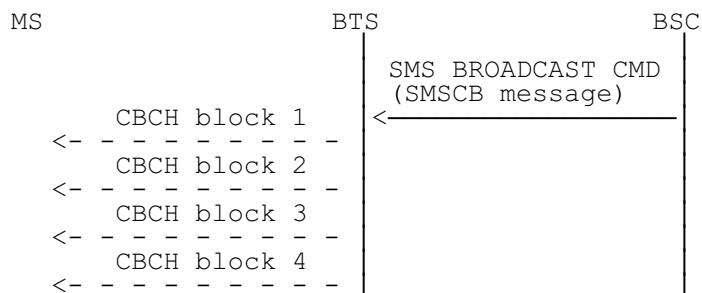 MS BTS BSC
SMS BROADCAST CMD
(SMSCB message)
CBCH block 1
CBCH block 2
CBCH block 3
CBCH block 4